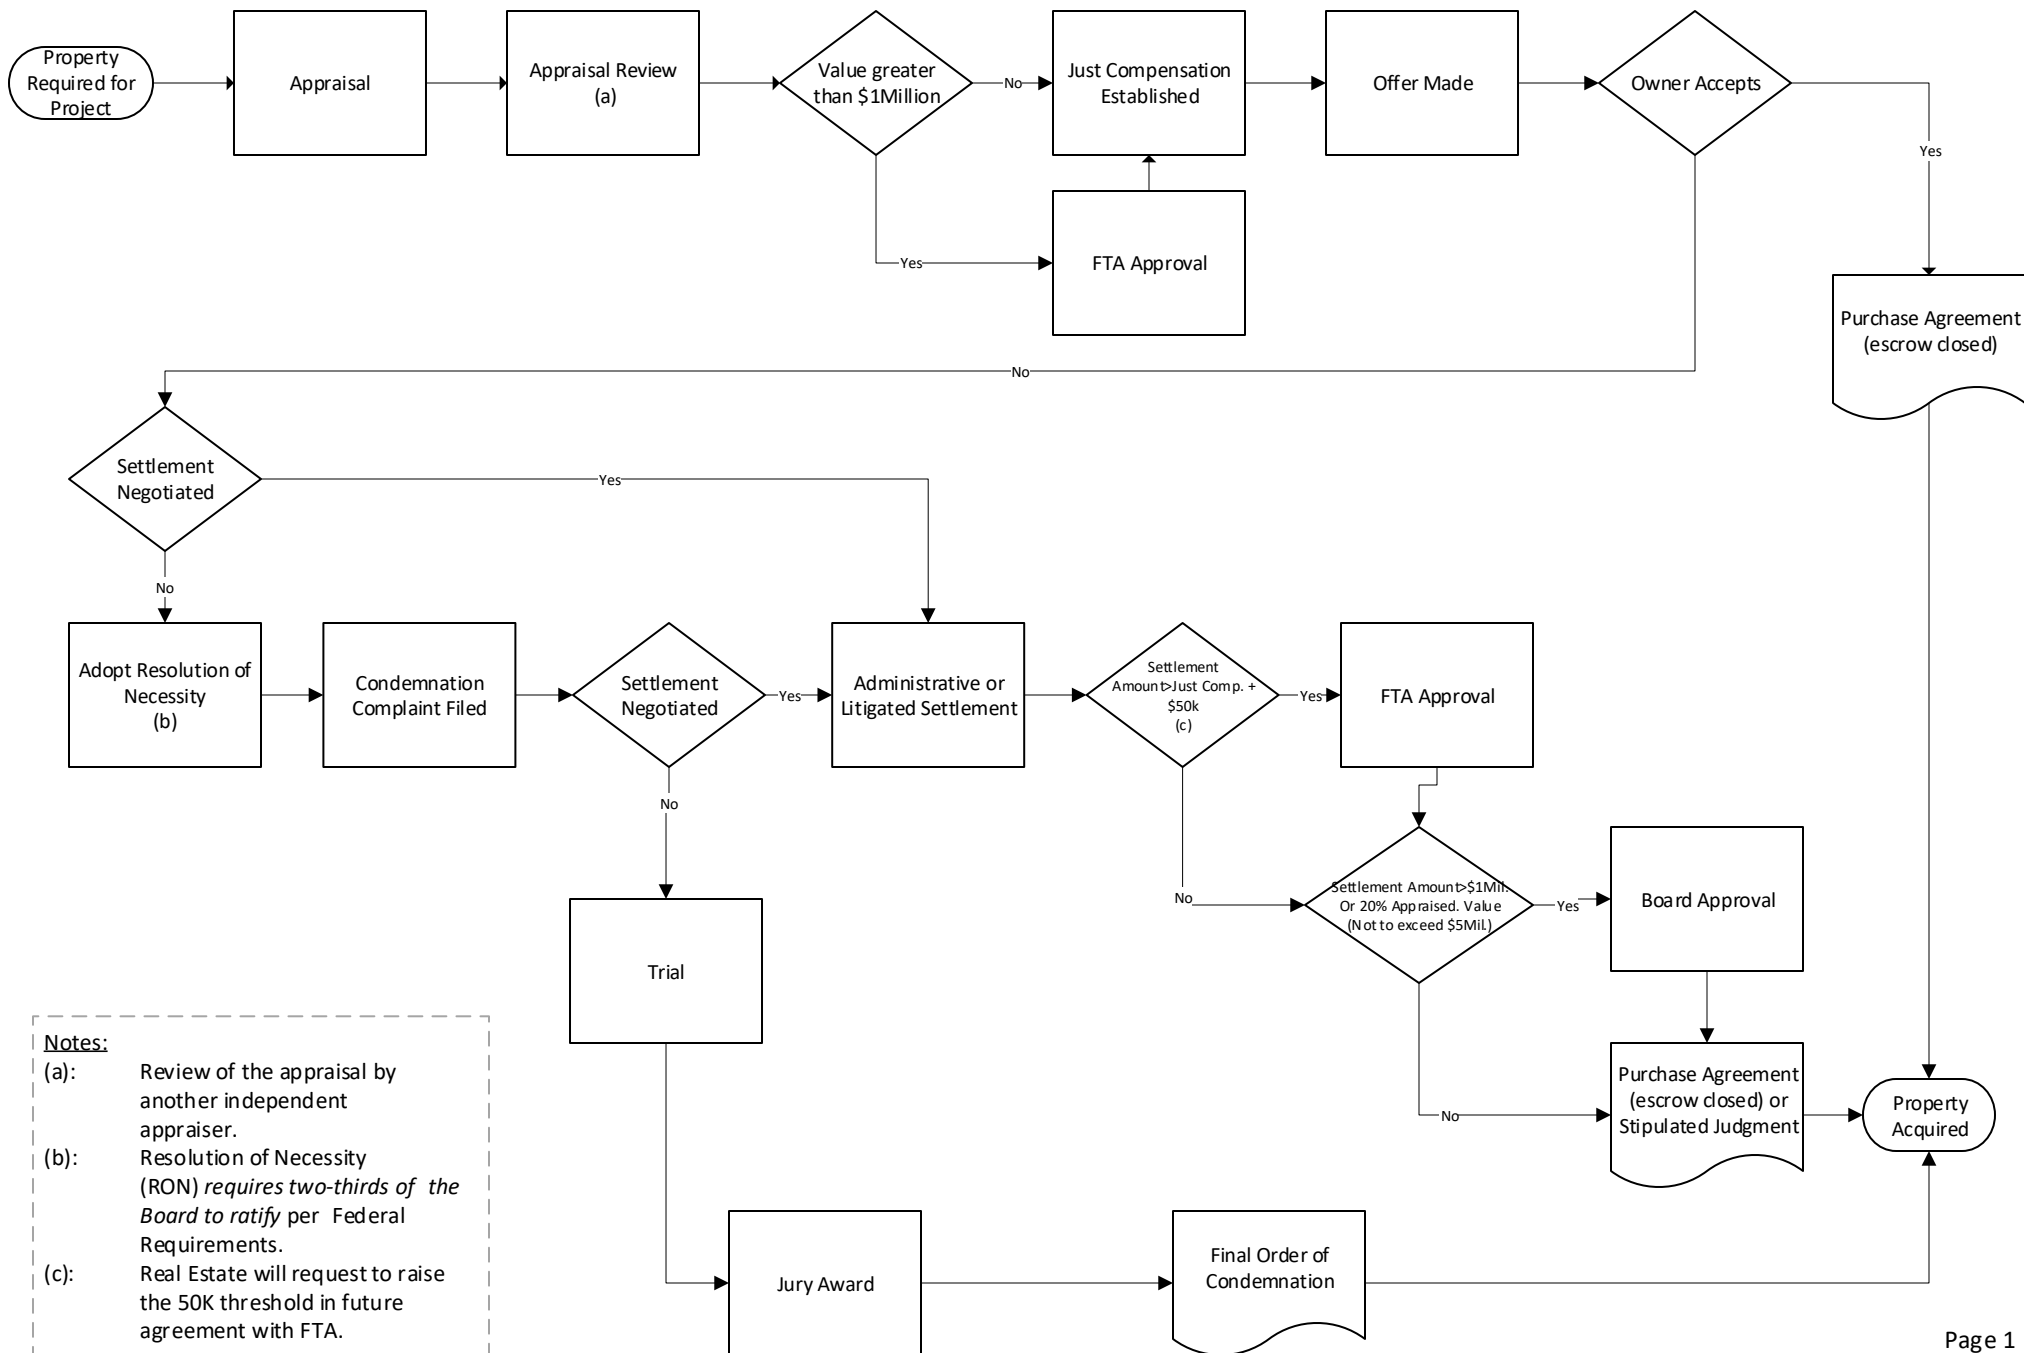 Property
Required for
Project
Appraisal
Appraisal Review
(a)
Value greater
than $1Million
No
Just Compensation
Established
Offer Made
Owner Accepts
Yes
Yes
FTA Approval
Purchase Agreement
(escrow closed)
No
Settlement
Negotiated
Yes
No
Adopt Resolution of
Necessity
(b)
Condemnation
Complaint Filed
Settlement
Negotiated
Yes
Administrative or
Litigated Settlement
Settlement
Amount>Just Comp. +
$50k
(c)
Yes
FTA Approval
No
No
Settlement Amount>$1Mil.
Or 20% Appraised. Value
(Not to exceed $5Mil.)
Yes
Board Approval
Trial
No
Purchase Agreement
(escrow closed) or
Stipulated Judgment
Property
Acquired
Jury Award
Final Order of
Condemnation
Notes:
(a): Review of the appraisal by
another independent
appraiser.
(b): Resolution of Necessity
(RON) requires two-thirds of the
Board to ratify per Federal
Requirements.
(c): Real Estate will request to raise
the 50K threshold in future
agreement with FTA.
Page 1